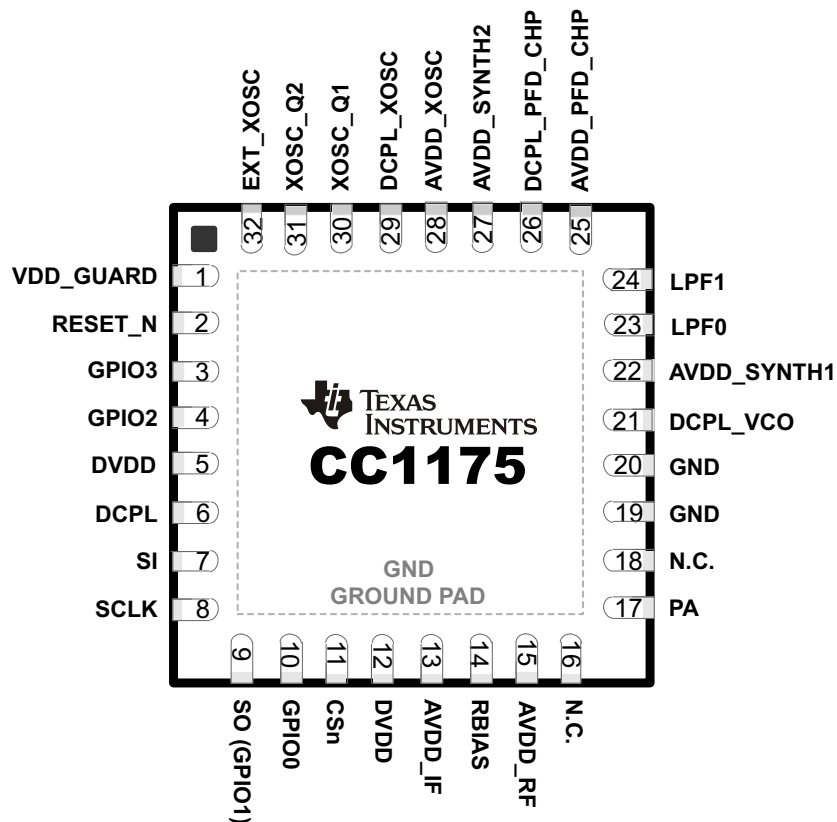 EXT_XOSC
XOSC_Q2
XOSC_Q1
DCPL_XOSC
AVDD_XOSC
AVDD_SYNTH2
DCPL_PFD_CHP
AVDD_PFD_CHP
32
31
30
29
28
27
26
25
VDD_GUARD 1
RESET_N 2
GPIO3 3
GPIO2 4
DVDD 5
DCPL 6
SI 7
SCLK 8
TEXAS
INSTRUMENTS
CC1175
GND
GROUND PAD
24 LPF1
23 LPF0
22 AVDD_SYNTH1
21 DCPL_VCO
20 GND
19 GND
18 N.C.
17 PA
9
10
11
12
13
14
15
16
SO (GPIO1)
GPIO0
CSn
DVDD
AVDD_IF
RBIAS
AVDD_RF
N.C.